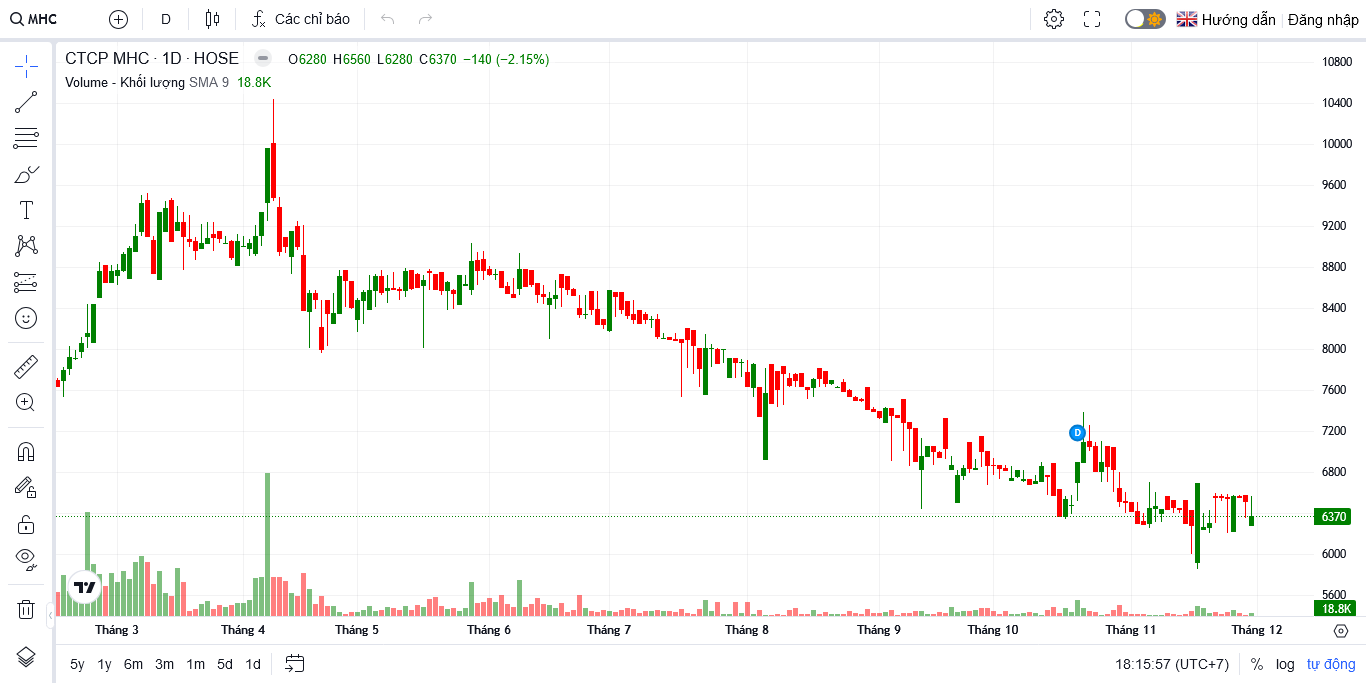 MHC D Các chỉ báo Hướng dẫn Đăng nhập
CTCP MHC · 1D · HOSE O6280 H6560 L6280 C6370 −140 (−2.15%)
Volume - Khối lượng SMA 9 18.8K
10800
10400
10000
9600
9200
8800
8400
8000
7600
7200
D
6800
6370
6000
5600
18.8K
Tháng 3 Tháng 4 Tháng 5 Tháng 6 Tháng 7 Tháng 8 Tháng 9 Tháng 10 Tháng 11 Tháng 12
5y 1y 6m 3m 1m 5d 1d 18:15:57 (UTC+7) % log tự động